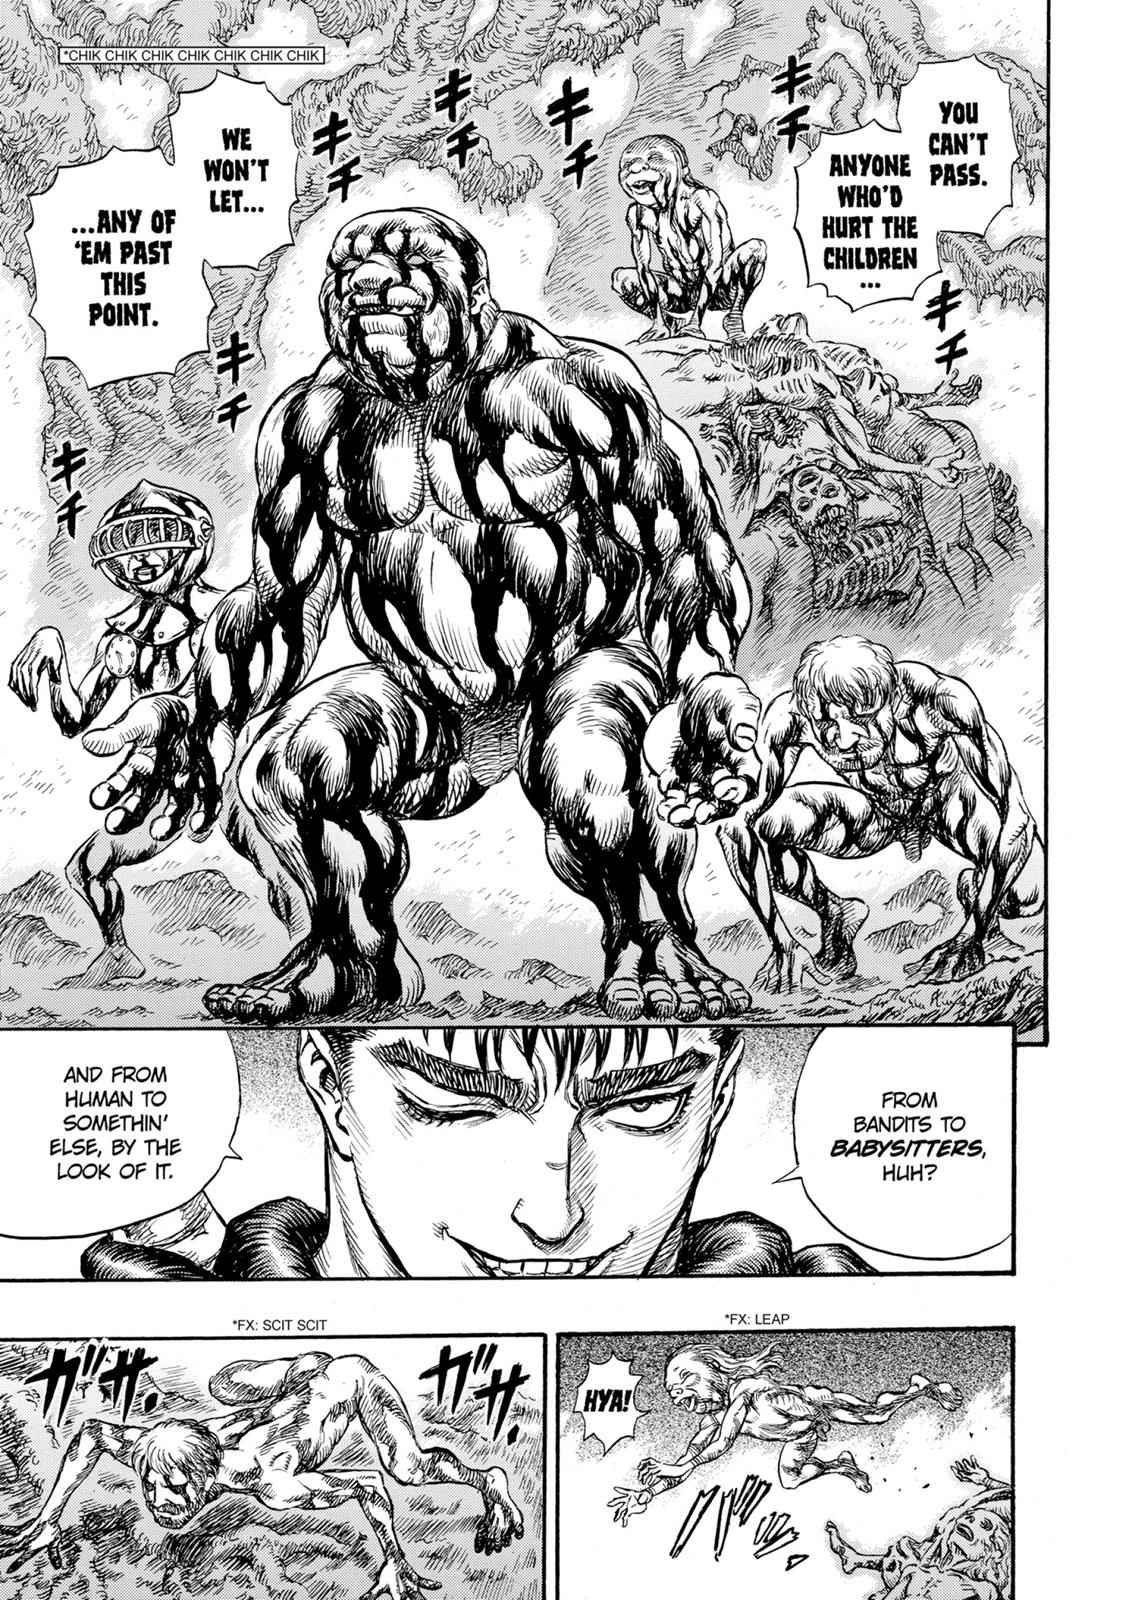 *CHIK CHIK CHIK CHIK CHIK CHIK CHIK
YOU
CAN'T
PASS.
ANYONE
WHO'D
HURT THE
CHILDREN
...
キチ
キチ
キチ
キチ
キチ
キチ
キチ
WE
WON'T
LET...
...ANY OF
'EM PAST
THIS
POINT.
FROM
BANDITS TO
BABYSITTERS,
HUH?
AND FROM
HUMAN TO
SOMETHIN'
ELSE, BY THE
LOOK OF IT.
*FX: LEAP
HYA!
*FX: SCIT SCIT
ガサ
ガサ